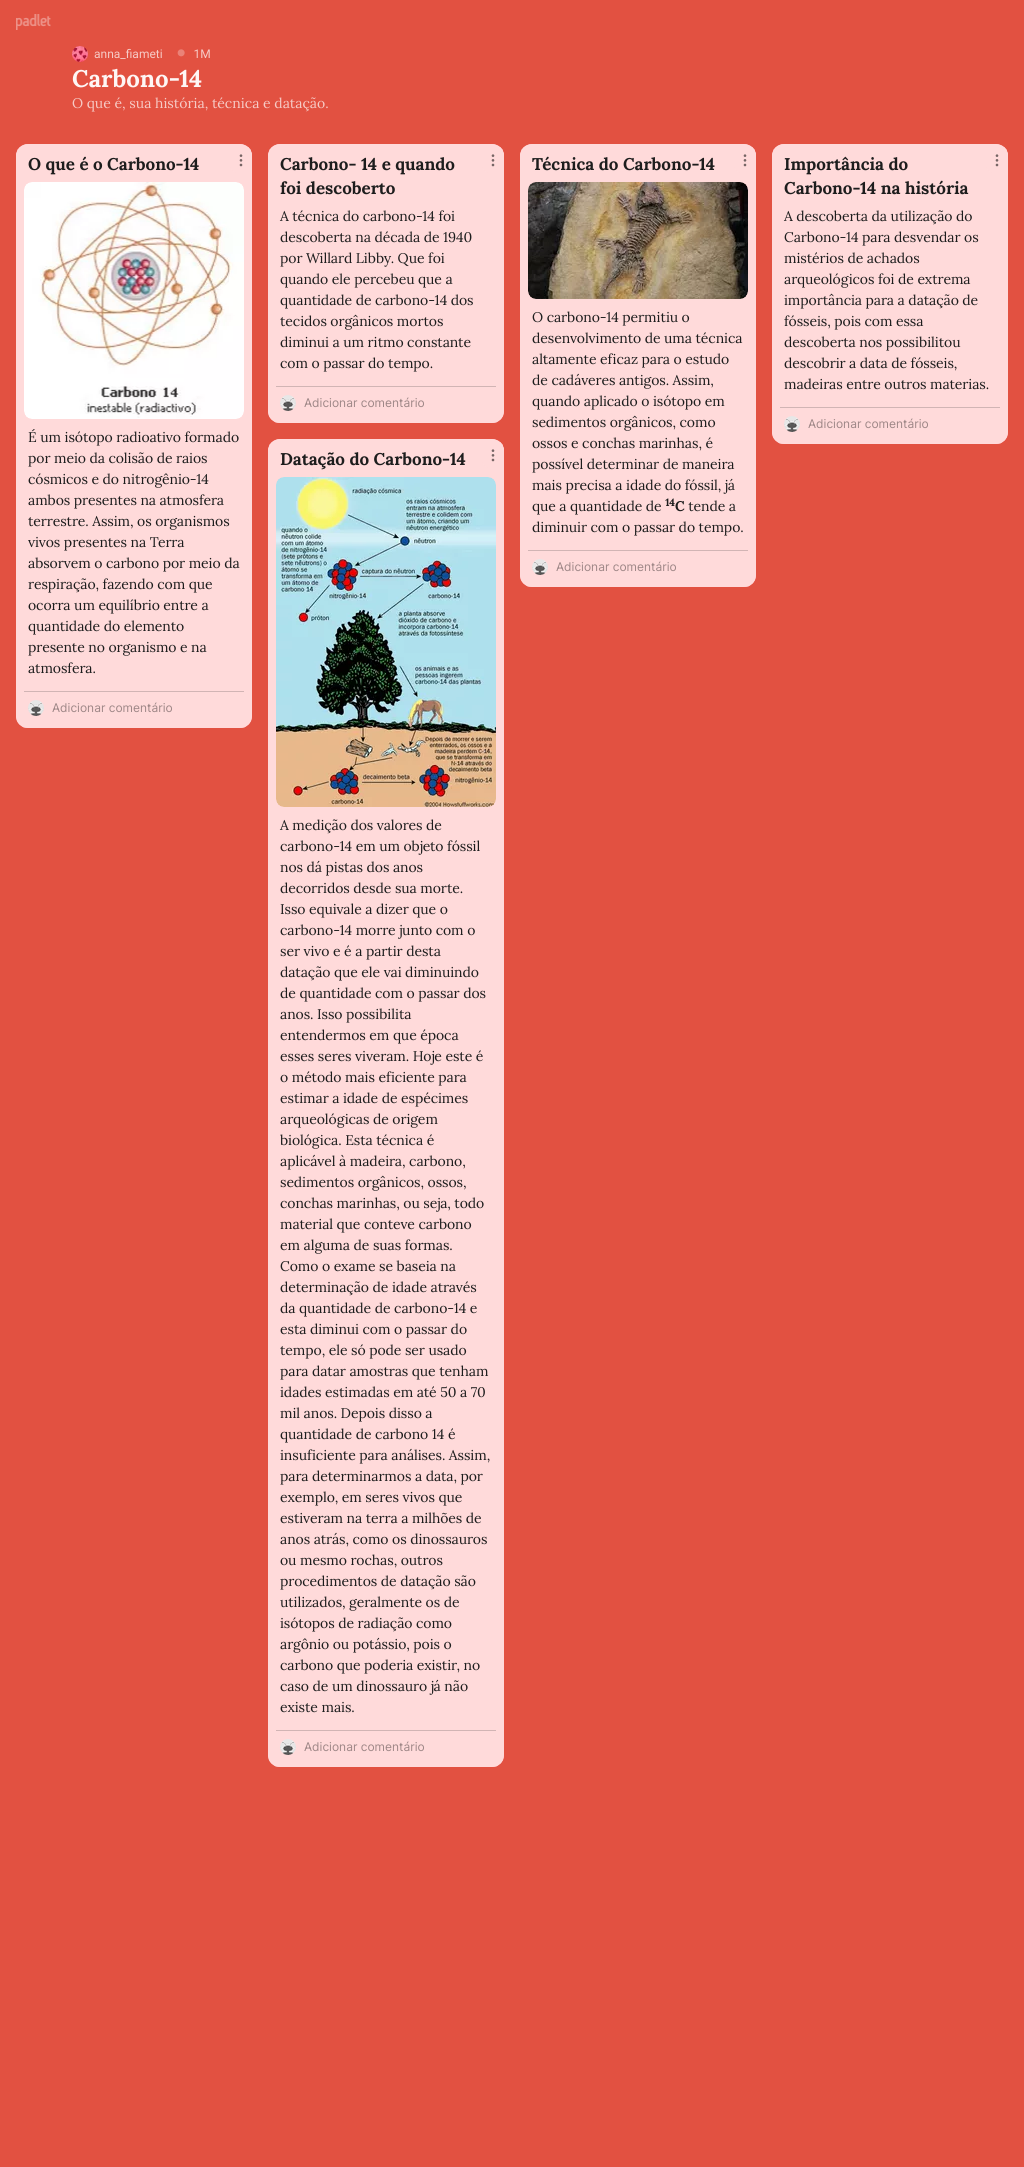 padlet
anna_fiameti 1M
Carbono-14
O que é, sua história, técnica e datação.
O que é o Carbono-14
Carbono 14
inestable (radiactivo)
É um isótopo radioativo formado
por meio da colisão de raios
cósmicos e do nitrogênio-14
ambos presentes na atmosfera
terrestre. Assim, os organismos
vivos presentes na Terra
absorvem o carbono por meio da
respiração, fazendo com que
ocorra um equilíbrio entre a
quantidade do elemento
presente no organismo e na
atmosfera.
Adicionar comentário
Carbono- 14 e quando
foi descoberto
A técnica do carbono-14 foi
descoberta na década de 1940
por Willard Libby. Que foi
quando ele percebeu que a
quantidade de carbono-14 dos
tecidos orgânicos mortos
diminui a um ritmo constante
com o passar do tempo.
Adicionar comentário
Datação do Carbono-14
radiação cósmica
os raios cósmicos
entram na atmosfera
terrestre e colidem com
um átomo, criando um
nêutron energético
nêutron
quando o
nêutron colide
com um átomo
de nitrogênio-14
(sete prótons e
sete nêutrons) o
átomo se
transforma em
um átomo de
carbono 14
captura do nêutron
nitrogênio-14
carbono-14
próton
a planta absorve
dióxido de carbono e
incorpora carbono-14
através da fotossíntese
os animais e as
pessoas ingerem
carbono-14 das plantas
Depois de morrer e serem
enterrados, os ossos e a
madeira perdem C-14,
que se transforma em
N-14 através do
decaimento beta
decaimento beta
nitrogênio-14
carbono-14
©2004 Howstuffworks.com
A medição dos valores de
carbono-14 em um objeto fóssil
nos dá pistas dos anos
decorridos desde sua morte.
Isso equivale a dizer que o
carbono-14 morre junto com o
ser vivo e é a partir desta
datação que ele vai diminuindo
de quantidade com o passar dos
anos. Isso possibilita
entendermos em que época
esses seres viveram. Hoje este é
o método mais eficiente para
estimar a idade de espécimes
arqueológicas de origem
biológica. Esta técnica é
aplicável à madeira, carbono,
sedimentos orgânicos, ossos,
conchas marinhas, ou seja, todo
material que conteve carbono
em alguma de suas formas.
Como o exame se baseia na
determinação de idade através
da quantidade de carbono-14 e
esta diminui com o passar do
tempo, ele só pode ser usado
para datar amostras que tenham
idades estimadas em até 50 a 70
mil anos. Depois disso a
quantidade de carbono 14 é
insuficiente para análises. Assim,
para determinarmos a data, por
exemplo, em seres vivos que
estiveram na terra a milhões de
anos atrás, como os dinossauros
ou mesmo rochas, outros
procedimentos de datação são
utilizados, geralmente os de
isótopos de radiação como
argônio ou potássio, pois o
carbono que poderia existir, no
caso de um dinossauro já não
existe mais.
Adicionar comentário
Técnica do Carbono-14
O carbono-14 permitiu o
desenvolvimento de uma técnica
altamente eficaz para o estudo
de cadáveres antigos. Assim,
quando aplicado o isótopo em
sedimentos orgânicos, como
ossos e conchas marinhas, é
possível determinar de maneira
mais precisa a idade do fóssil, já
que a quantidade de ¹⁴C tende a
diminuir com o passar do tempo.
Adicionar comentário
Importância do
Carbono-14 na história
A descoberta da utilização do
Carbono-14 para desvendar os
mistérios de achados
arqueológicos foi de extrema
importância para a datação de
fósseis, pois com essa
descoberta nos possibilitou
descobrir a data de fósseis,
madeiras entre outros materias.
Adicionar comentário